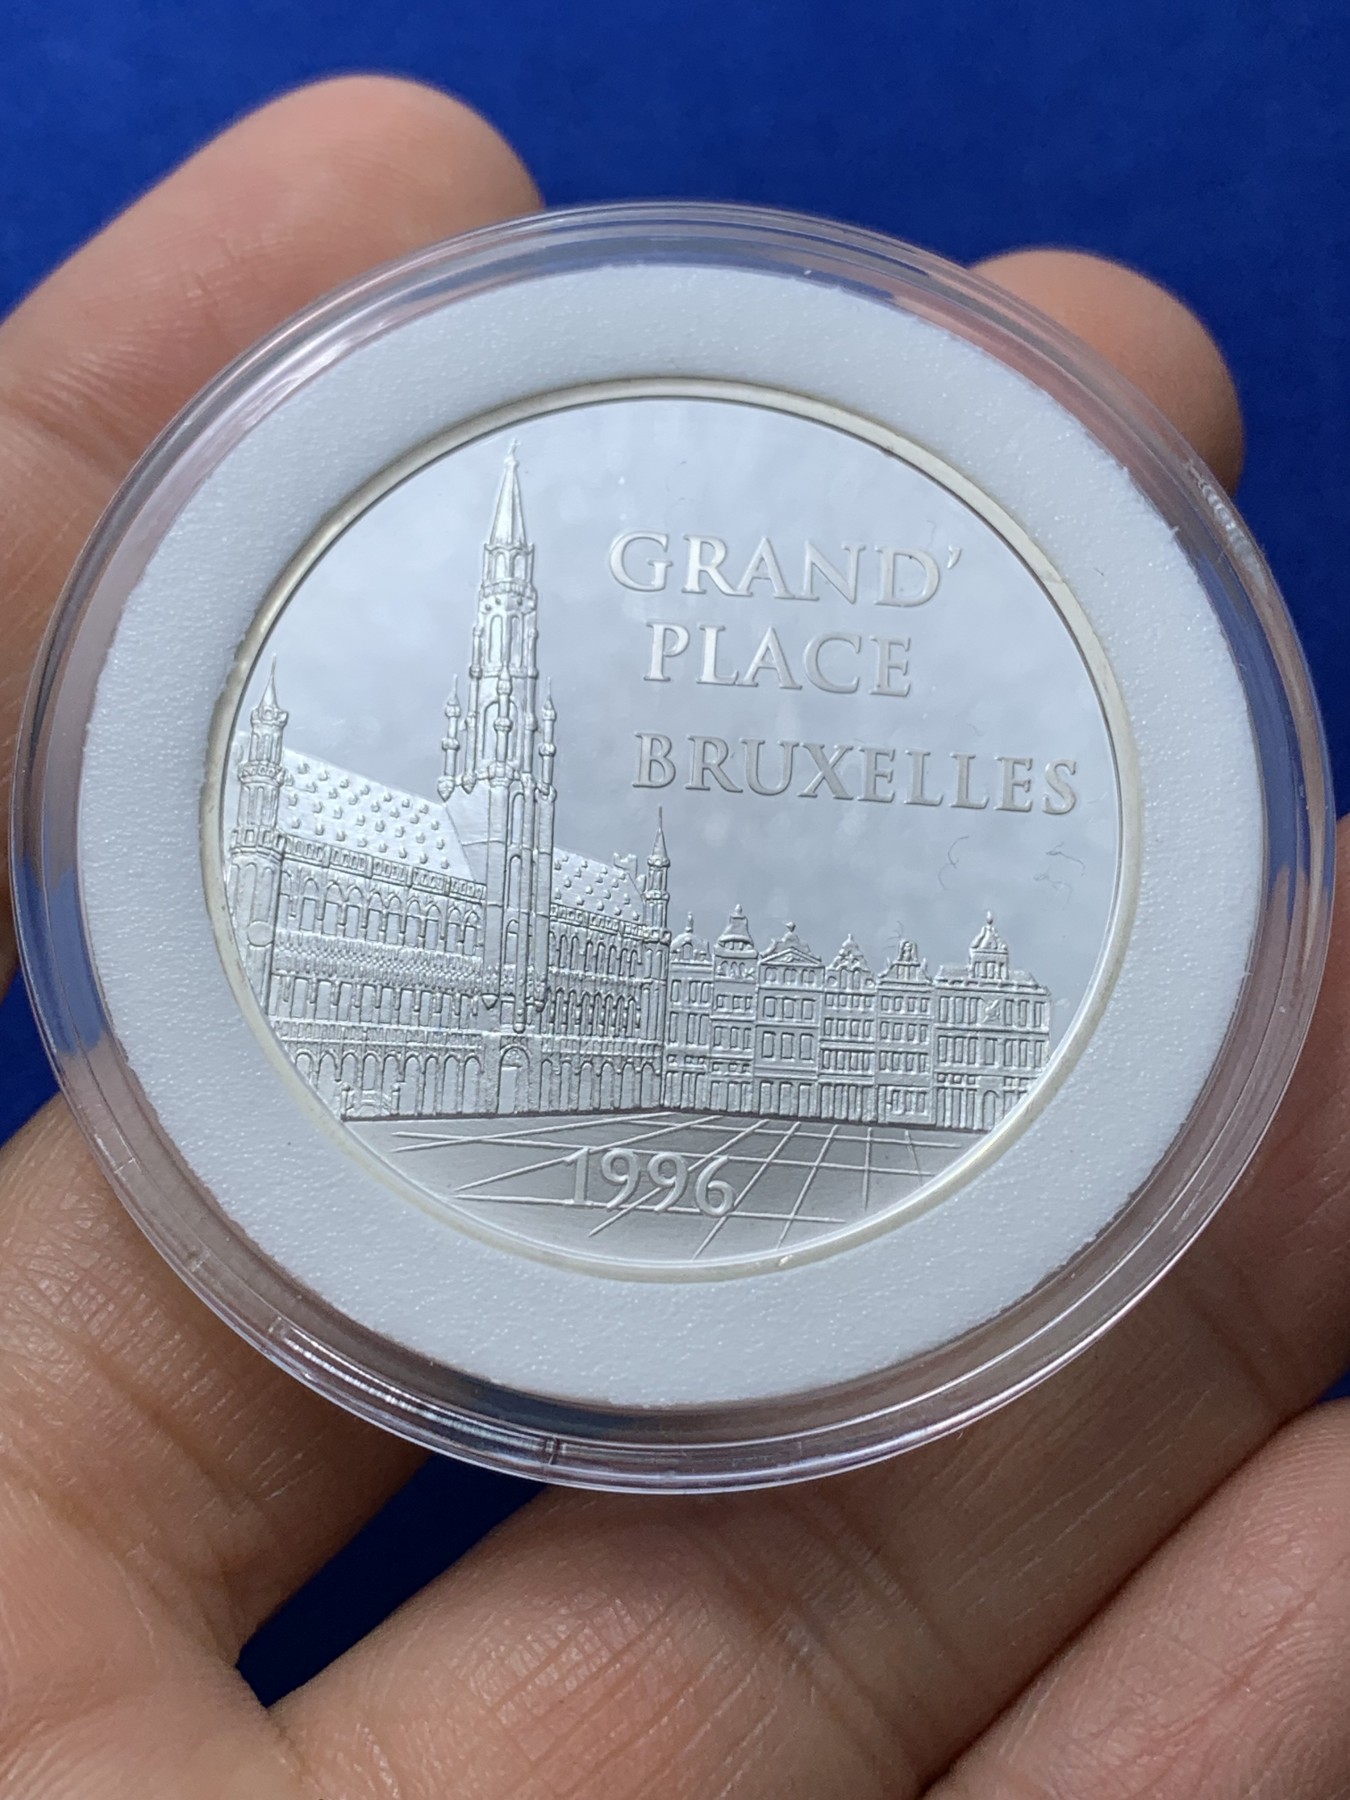 GRAND'
PLACE
BRUXELLES
1996